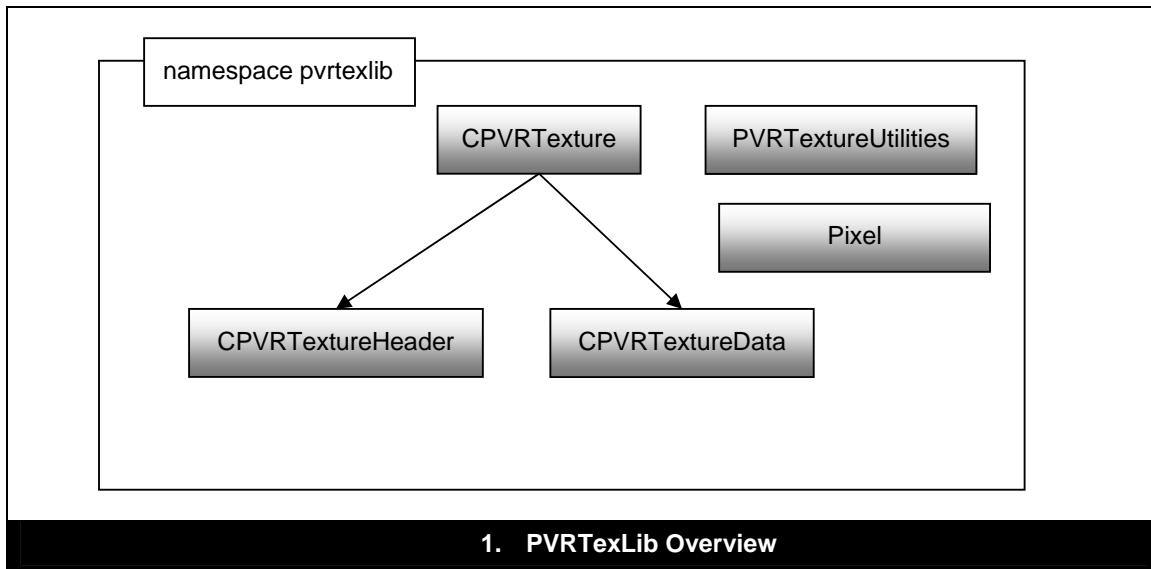 namespace pvrtexlib
CPVRTexture
PVRTextureUtilities
Pixel
CPVRTextureHeader
CPVRTextureData
1. PVRTexLib Overview